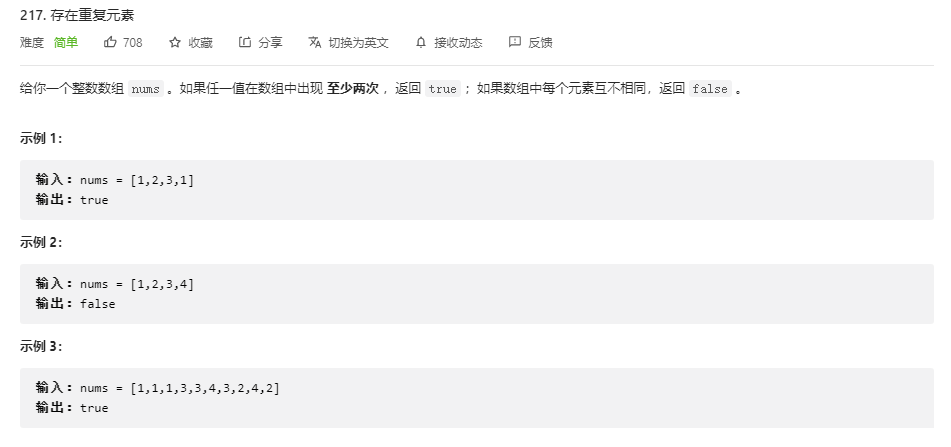 217. 存在重复元素
难度 简单 708 收藏 分享 切换为英文 接收动态 反馈
给你一个整数数组 nums 。如果任一值在数组中出现 至少两次 ，返回 true ；如果数组中每个元素互不相同，返回 false 。
示例 1：
输入：nums = [1,2,3,1]
输出：true
示例 2：
输入：nums = [1,2,3,4]
输出：false
示例 3：
输入：nums = [1,1,1,3,3,4,3,2,4,2]
输出：true